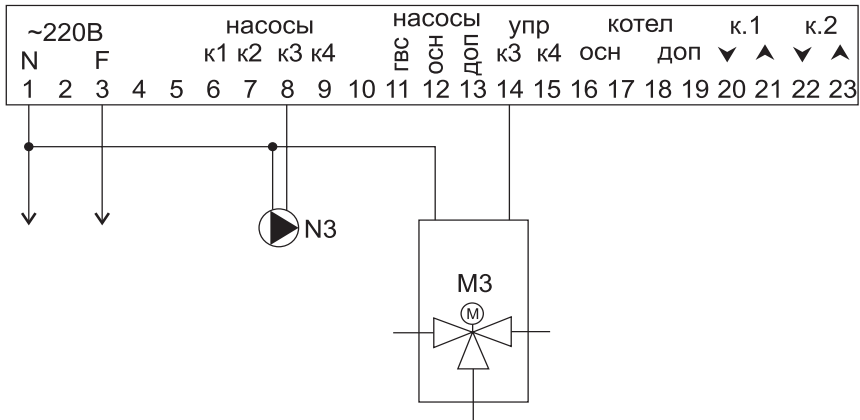 насосы насосы упр котел к.1 к.2
~220В
N F к1 к2 к3 к4 гвс осн доп к3 к4 осн доп
1 2 3 4 5 6 7 8 9 10 11 12 13 14 15 16 17 18 19 20 21 22 23
N3
М3
М